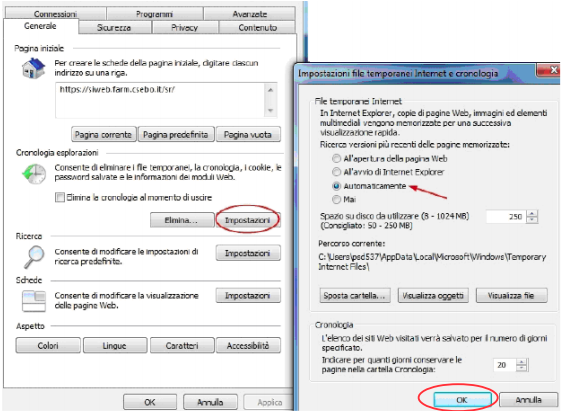 Connessioni Programmi Avanzate
Generale Sicurezza Privacy Contenuto
Pagina iniziale
Per creare le schede della pagina iniziale, digitare ciascun
indirizzo su una riga.
https://siweb.farm.csebo.it/sr/
Pagina corrente Pagina predefinita Pagina vuota
Cronologia esplorazioni
Consente di eliminare i file temporanei, la cronologia, i cookie, le
password salvate e le informazioni dei moduli Web.
Elimina la cronologia al momento di uscire
Elimina... Impostazioni
Ricerca
Consente di modificare le impostazioni di
ricerca predefinite.
Impostazioni
Schede
Consente di modificare la visualizzazione
delle pagine Web.
Impostazioni
Aspetto
Colori Lingue Caratteri Accessibilità
OK Annulla Applica
Impostazioni file temporanei Internet e cronologia
File temporanei Internet
In Internet Explorer, copie di pagine Web, immagini ed elementi
multimediali vengono memorizzate per una successiva
visualizzazione rapida.
Ricerca versioni più recenti delle pagine memorizzate:
All'apertura della pagina Web
All'avvio di Internet Explorer
Automaticamente
Mai
Spazio su disco da utilizzare (8 - 1024 MB)
(Consigliato: 50 - 250 MB)
250
Percorso corrente:
C:\Users\psd537\AppData\Local\Microsoft\Windows\Temporary
Internet Files\
Sposta cartella... Visualizza oggetti Visualizza file
Cronologia
L'elenco dei siti Web visitati verrà salvato per il numero di giorni
specificato.
Indicare per quanti giorni conservare le
pagine nella cartella Cronologia:
20
OK Annulla